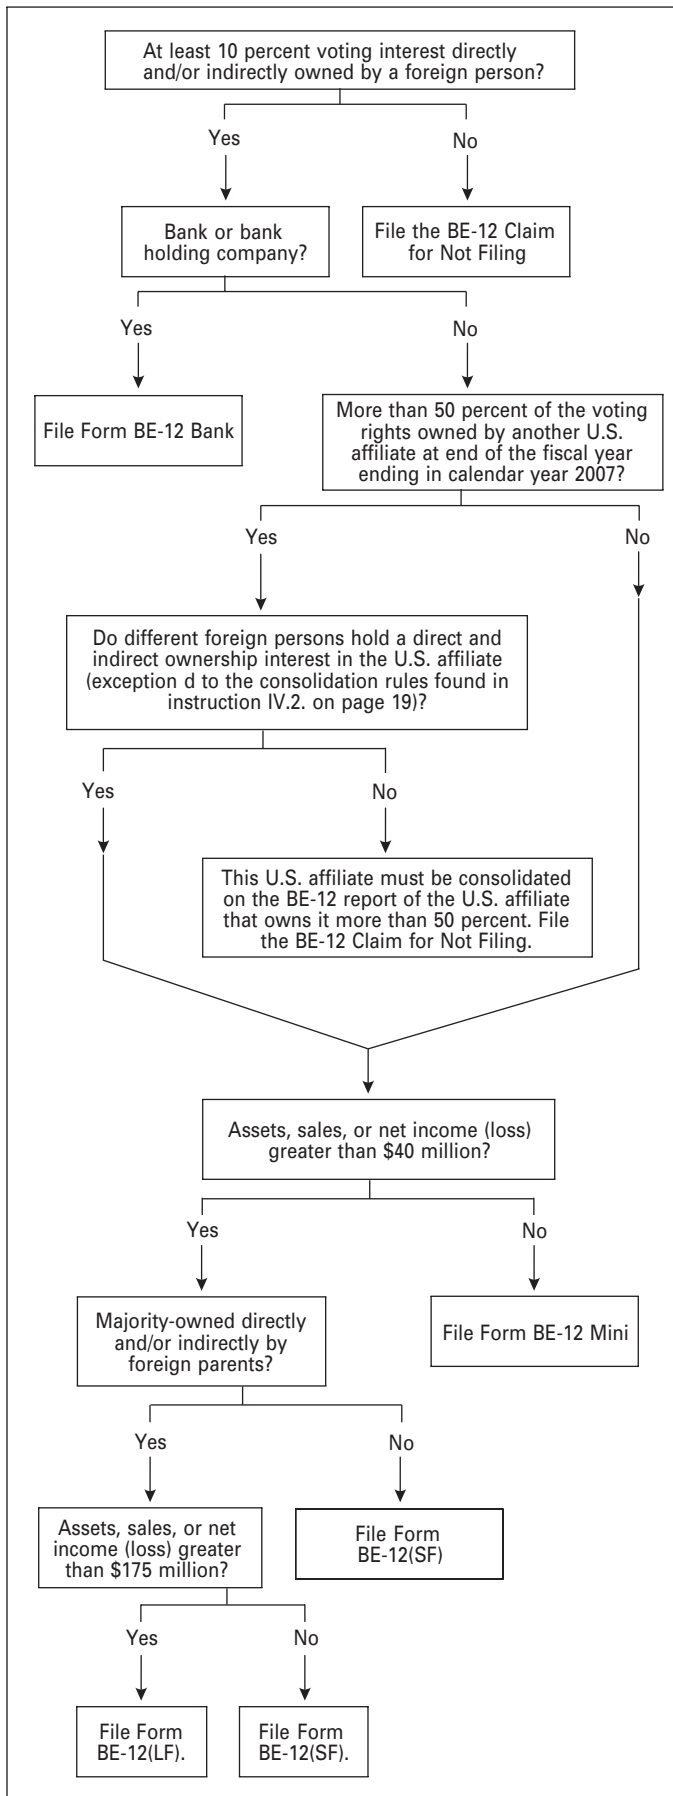 At least 10 percent voting interest directly
and/or indirectly owned by a foreign person?
Yes
No
Bank or bank
holding company?
File the BE-12 Claim
for Not Filing
Yes
No
File Form BE-12 Bank
More than 50 percent of the voting
rights owned by another U.S.
affiliate at end of the fiscal year
ending in calendar year 2007?
Yes
No
Do different foreign persons hold a direct and
indirect ownership interest in the U.S. affiliate
(exception d to the consolidation rules found in
instruction IV.2. on page 19)?
Yes
No
This U.S. affiliate must be consolidated
on the BE-12 report of the U.S. affiliate
that owns it more than 50 percent. File
the BE-12 Claim for Not Filing.
Assets, sales, or net income (loss)
greater than $40 million?
Yes
No
Majority-owned directly
and/or indirectly by
foreign parents?
File Form BE-12 Mini
Yes
No
Assets, sales, or net
income (loss) greater
than $175 million?
File Form
BE-12(SF)
Yes
No
File Form
BE-12(LF).
File Form
BE-12(SF).